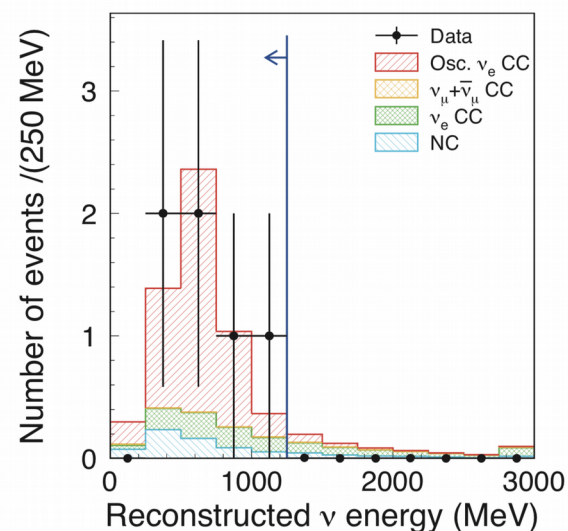 Number of events /(250 MeV)
3
2
1
0
Data
Osc. νe CC
νμ+ν̄μ CC
νe CC
NC
0 1000 2000 3000
Reconstructed ν energy (MeV)